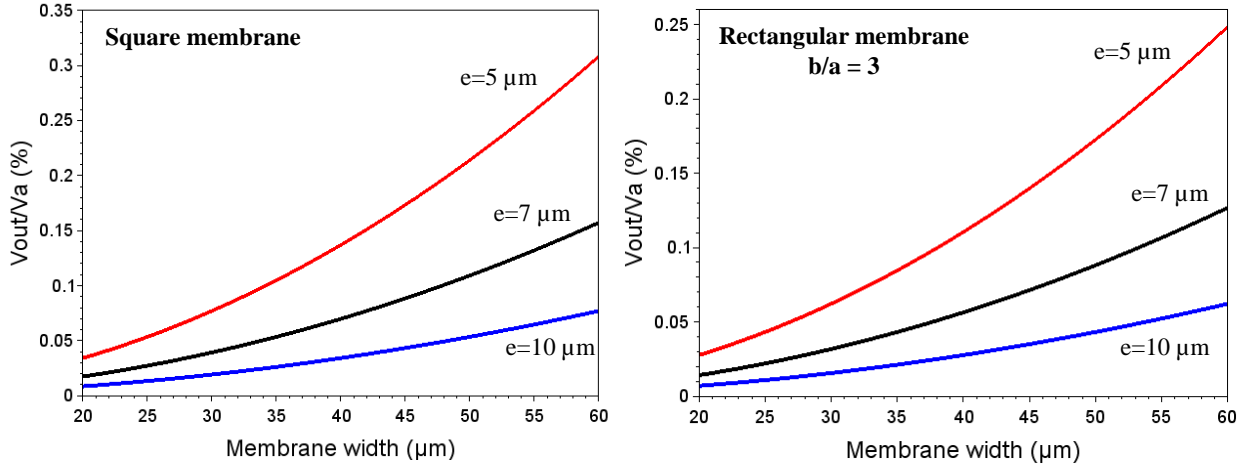 Square membrane
e=5 µm
e=7 µm
e=10 µm
Vout/Va (%)
0.35
0.3
0.25
0.2
0.15
0.1
0.05
0
20 25 30 35 40 45 50 55 60
Membrane width (µm)
Rectangular membrane
b/a = 3
e=5 µm
e=7 µm
e=10 µm
Vout/Va (%)
0.25
0.2
0.15
0.1
0.05
0
20 25 30 35 40 45 50 55 60
Membrane width (µm)